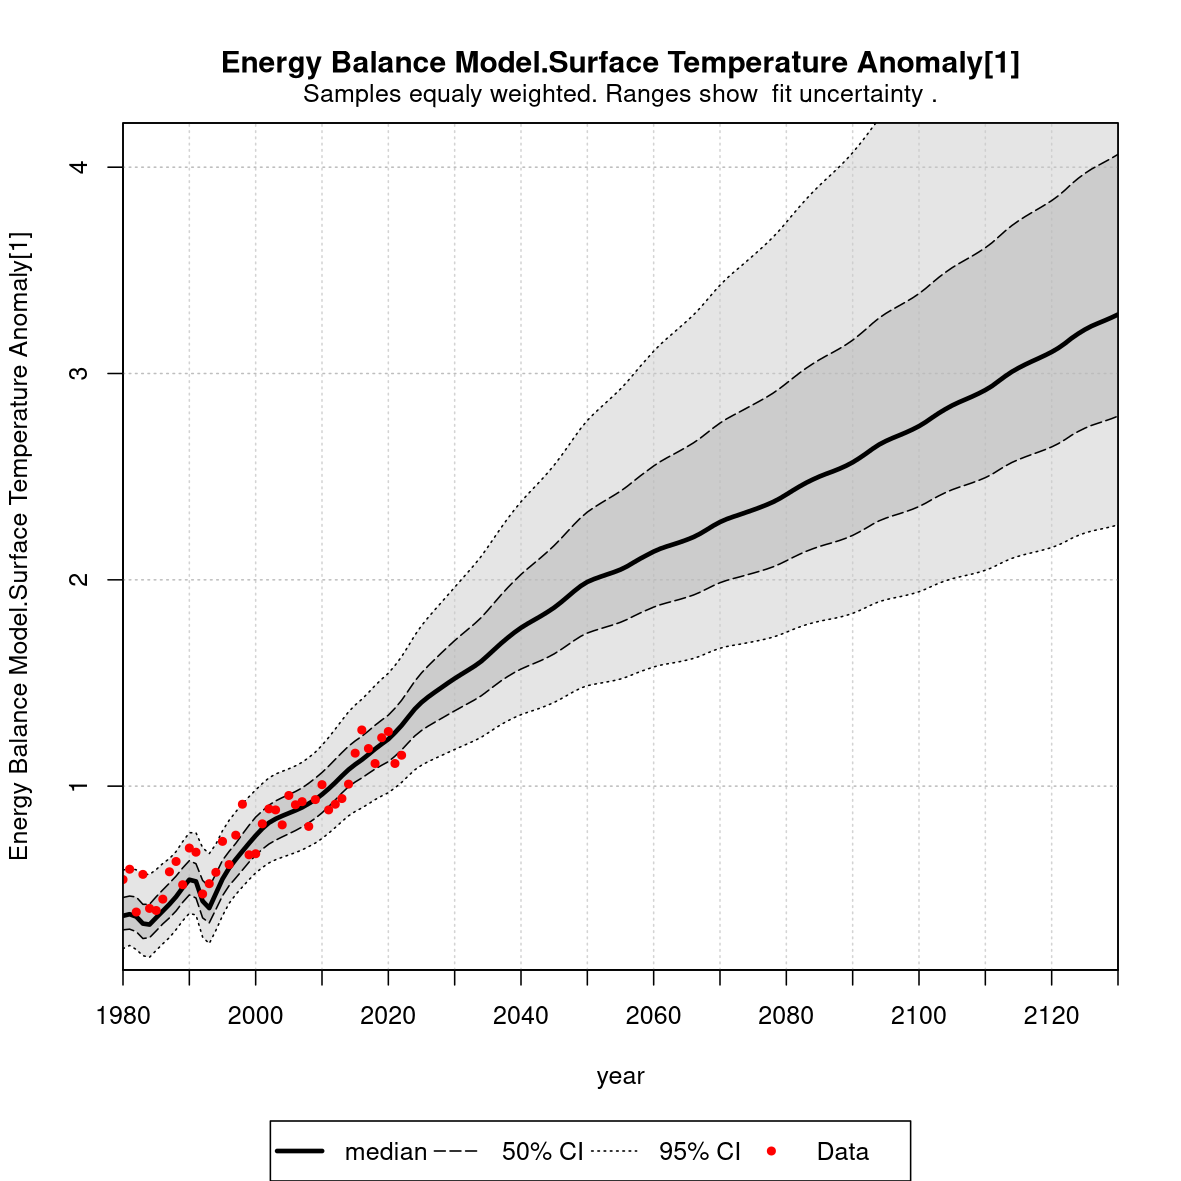 Energy Balance Model.Surface Temperature Anomaly[1]
Samples equaly weighted. Ranges show  fit uncertainty .
Energy Balance Model.Surface Temperature Anomaly[1]
4
3
2
1
1980 2000 2020 2040 2060 2080 2100 2120
year
median 50% CI 95% CI Data